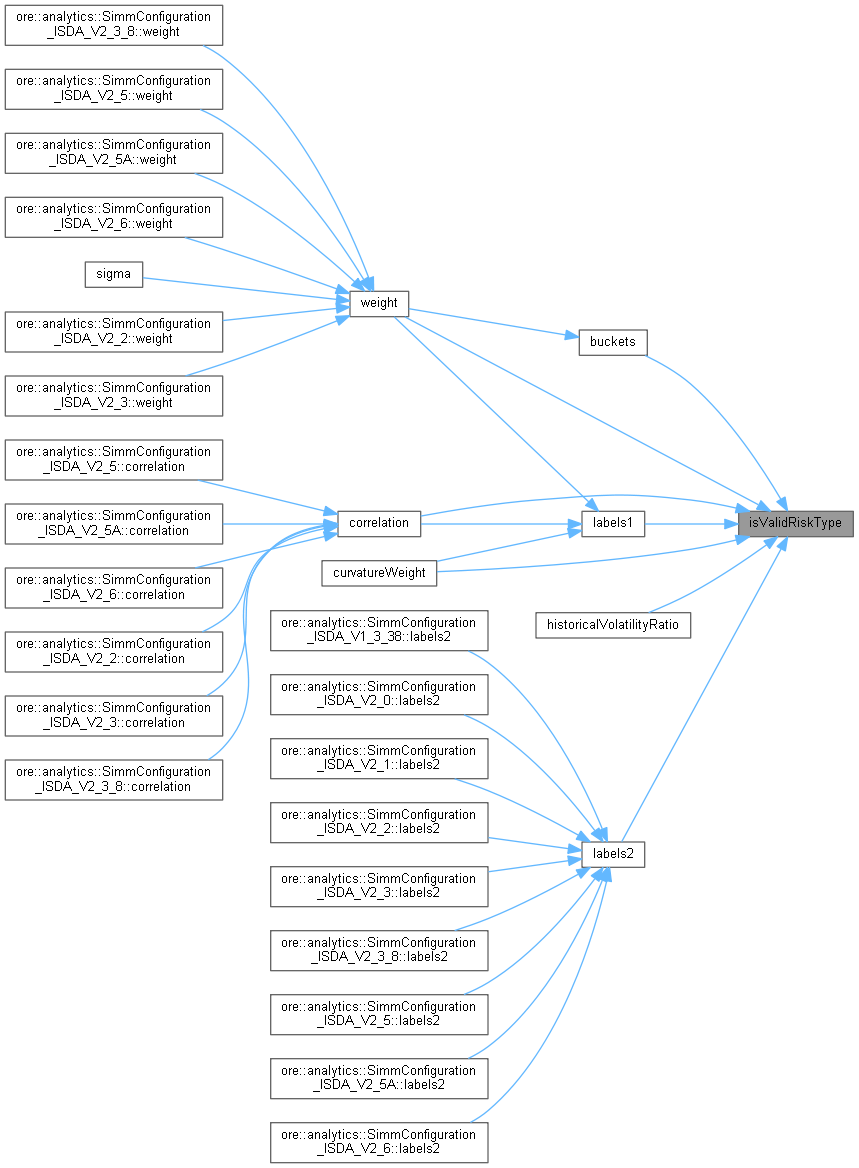 ore::analytics::SimmConfiguration
_ISDA_V2_3_8::weight
ore::analytics::SimmConfiguration
_ISDA_V2_5::weight
ore::analytics::SimmConfiguration
_ISDA_V2_5A::weight
ore::analytics::SimmConfiguration
_ISDA_V2_6::weight
sigma
weight
ore::analytics::SimmConfiguration
_ISDA_V2_2::weight
buckets
ore::analytics::SimmConfiguration
_ISDA_V2_3::weight
ore::analytics::SimmConfiguration
_ISDA_V2_5::correlation
ore::analytics::SimmConfiguration
_ISDA_V2_5A::correlation
correlation
labels1
isValidRiskType
curvatureWeight
ore::analytics::SimmConfiguration
_ISDA_V2_6::correlation
historicalVolatilityRatio
ore::analytics::SimmConfiguration
_ISDA_V1_3_38::labels2
ore::analytics::SimmConfiguration
_ISDA_V2_2::correlation
ore::analytics::SimmConfiguration
_ISDA_V2_0::labels2
ore::analytics::SimmConfiguration
_ISDA_V2_3::correlation
ore::analytics::SimmConfiguration
_ISDA_V2_1::labels2
ore::analytics::SimmConfiguration
_ISDA_V2_3_8::correlation
ore::analytics::SimmConfiguration
_ISDA_V2_2::labels2
labels2
ore::analytics::SimmConfiguration
_ISDA_V2_3::labels2
ore::analytics::SimmConfiguration
_ISDA_V2_3_8::labels2
ore::analytics::SimmConfiguration
_ISDA_V2_5::labels2
ore::analytics::SimmConfiguration
_ISDA_V2_5A::labels2
ore::analytics::SimmConfiguration
_ISDA_V2_6::labels2